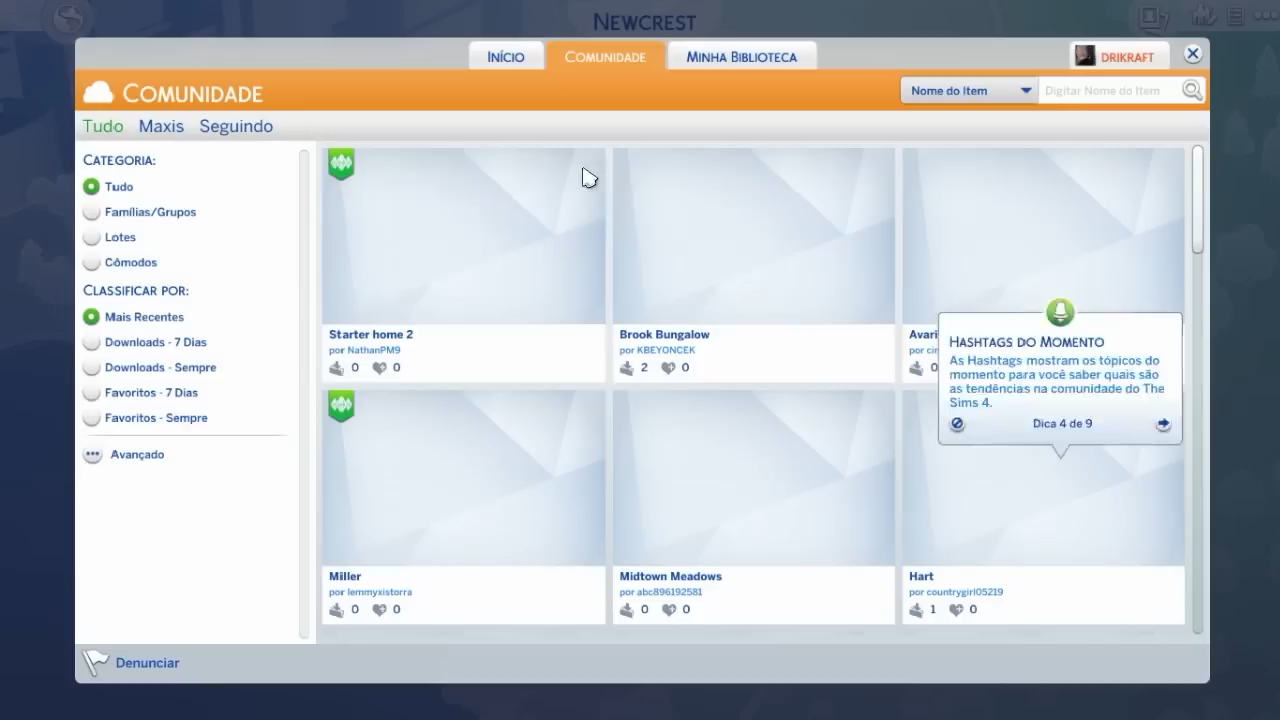 NEWCREST
INÍCIO
COMUNIDADE
MINHA BIBLIOTECA
DRIKRAFT
COMUNIDADE
Nome do Item
Digitar Nome do Item
Tudo Maxis Seguindo
CATEGORIA:
Tudo
Famílias/Grupos
Lotes
Cômodos
CLASSIFICAR POR:
Mais Recentes
Downloads - 7 Dias
Downloads - Sempre
Favoritos - 7 Dias
Favoritos - Sempre
Avançado
Starter home 2
por NathanPM9
0 0
Brook Bungalow
por KBEYONCEK
2 0
Avari
por cir
0
HASHTAGS DO MOMENTO
As Hashtags mostram os tópicos do
momento para você saber quais são
as tendências na comunidade do The
Sims 4.
Dica 4 de 9
Miller
por lemmyxistorra
0 0
Midtown Meadows
por abc896192581
0 0
Hart
por countrygirl05219
1 0
Denunciar